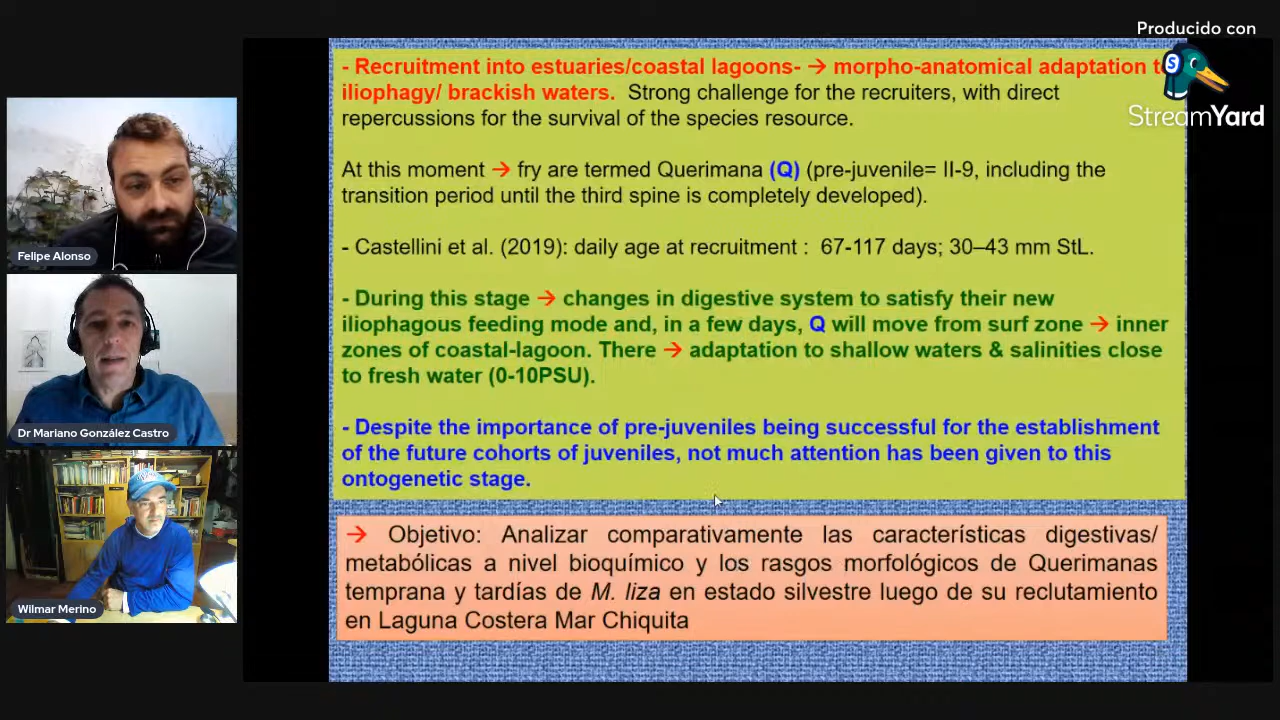 Producido con
StreamYard
- Recruitment into estuaries/coastal lagoons- → morpho-anatomical adaptation t
iliophagy/ brackish waters. Strong challenge for the recruiters, with direct
repercussions for the survival of the species resource.
At this moment → fry are termed Querimana (Q) (pre-juvenile= II-9, including the
transition period until the third spine is completely developed).
- Castellini et al. (2019): daily age at recruitment : 67-117 days; 30–43 mm StL.
- During this stage → changes in digestive system to satisfy their new
iliophagous feeding mode and, in a few days, Q will move from surf zone → inner
zones of coastal-lagoon. There → adaptation to shallow waters & salinities close
to fresh water (0-10PSU).
- Despite the importance of pre-juveniles being successful for the establishment
of the future cohorts of juveniles, not much attention has been given to this
ontogenetic stage.
→ Objetivo: Analizar comparativamente las características digestivas/
metabólicas a nivel bioquímico y los rasgos morfológicos de Querimanas
temprana y tardías de M. liza en estado silvestre luego de su reclutamiento
en Laguna Costera Mar Chiquita
Felipe Alonso
Dr Mariano González Castro
Wilmar Merino